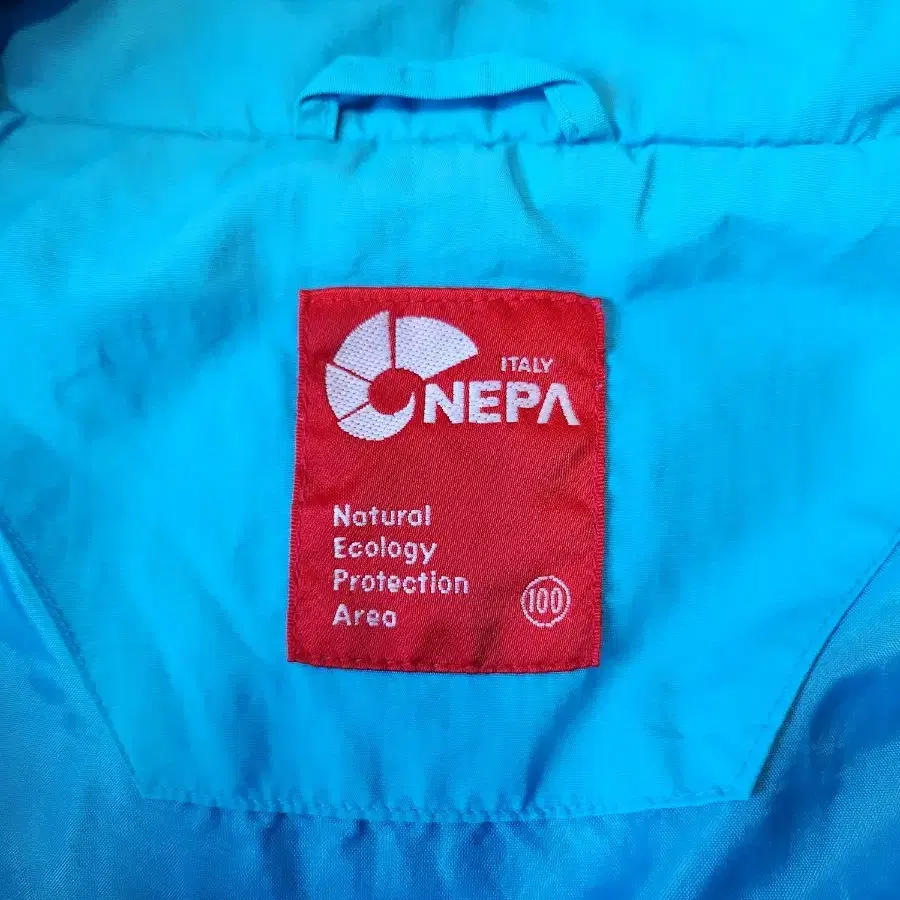 ITALY
NEPA
Natural
Ecology
Protection
Area
100